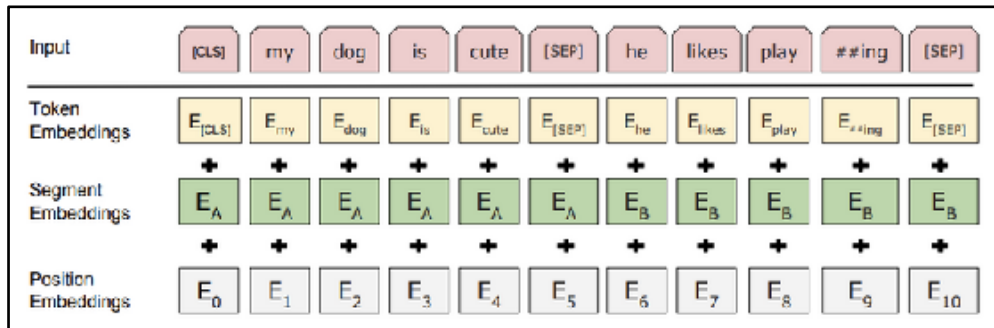 Input [CLS] my dog is cute [SEP] he likes play ##ing [SEP]
Token
Embeddings E[CLS] Emy Edog Eis Ecute E[SEP] Ehe Elikes Eplay E##ing E[SEP]
+ + + + + + + + + + +
Segment
Embeddings EA EA EA EA EA EA EB EB EB EB EB
+ + + + + + + + + + +
Position
Embeddings E0 E1 E2 E3 E4 E5 E6 E7 E8 E9 E10